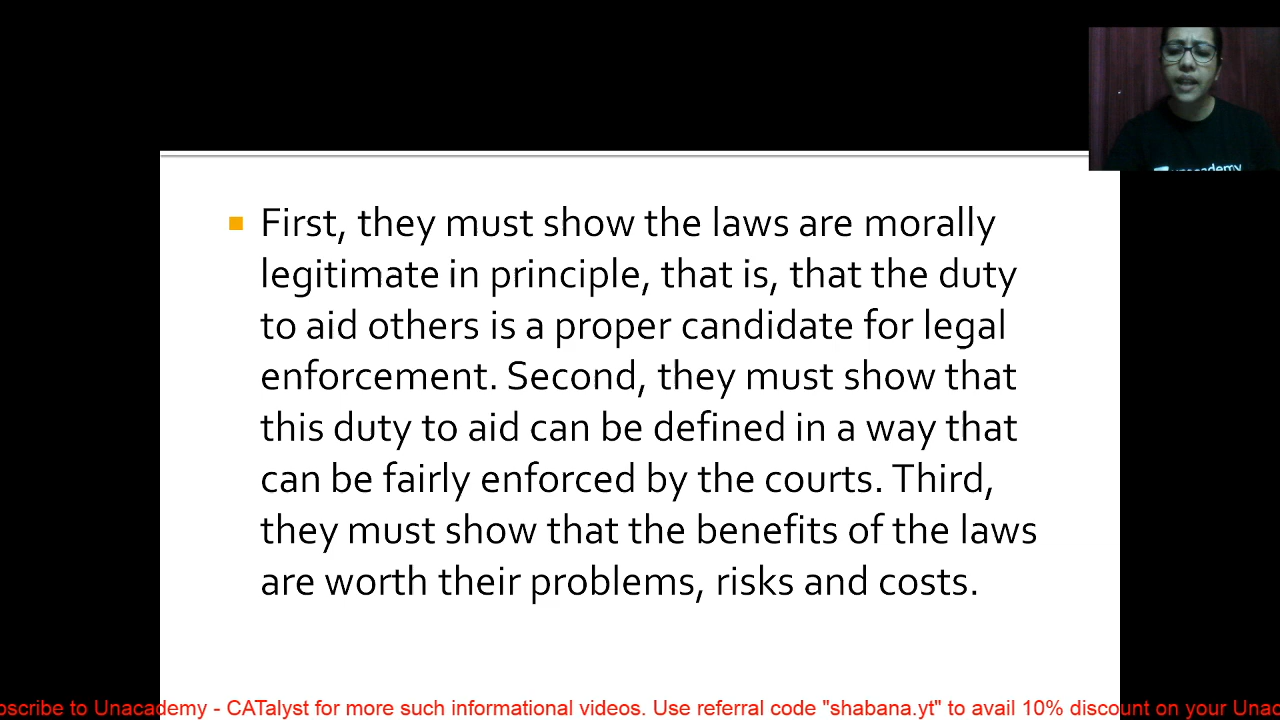 First, they must show the laws are morally
legitimate in principle, that is, that the duty
to aid others is a proper candidate for legal
enforcement. Second, they must show that
this duty to aid can be defined in a way that
can be fairly enforced by the courts. Third,
they must show that the benefits of the laws
are worth their problems, risks and costs.
to Unacademy - CATalyst for more such informational videos. Use referral code "shabana.yt" to avail 10% discount on your